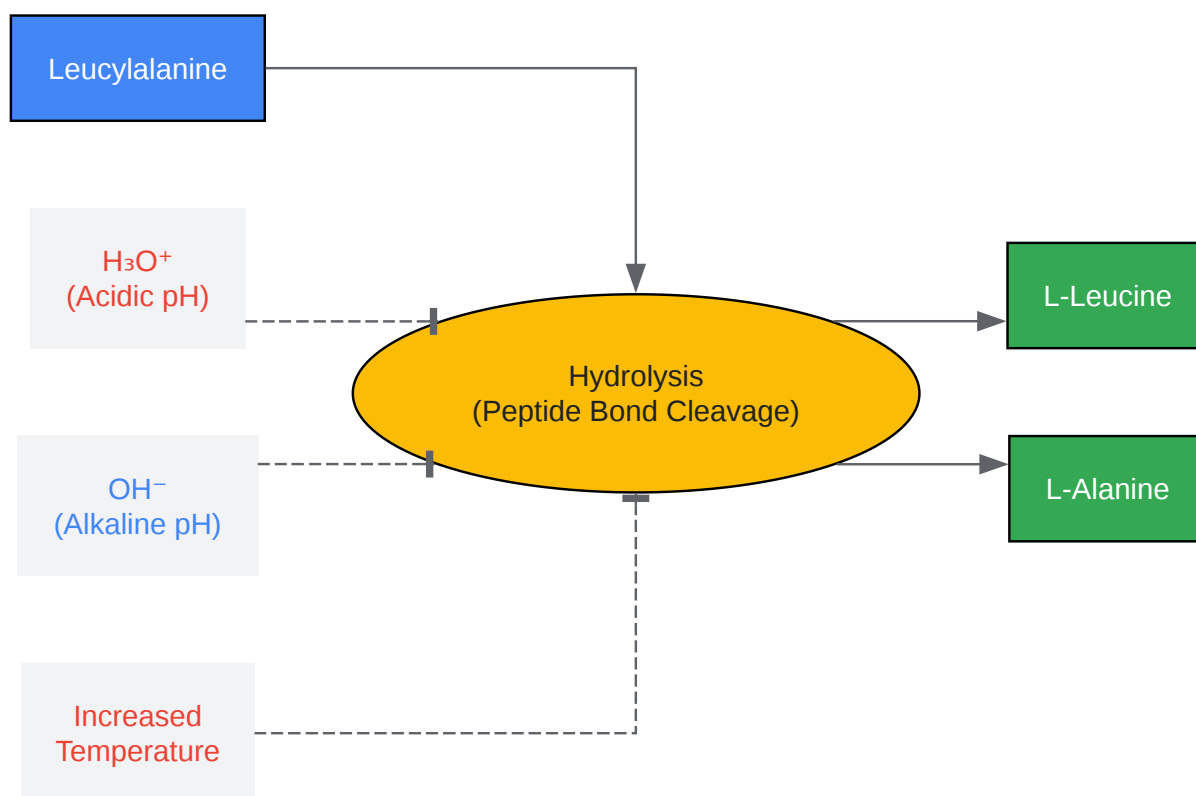 Leucylalanine
H₃O⁺
(Acidic pH)
L-Leucine
Hydrolysis
(Peptide Bond Cleavage)
OH⁻
(Alkaline pH)
L-Alanine
Increased
Temperature